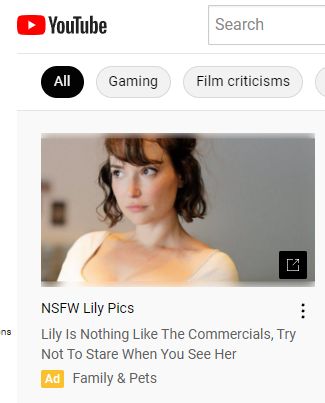 YouTube
Search
All
Gaming
Film criticisms
NSFW Lily Pics
ns
Lily Is Nothing Like The Commercials, Try
Not To Stare When You See Her
Ad
Family & Pets